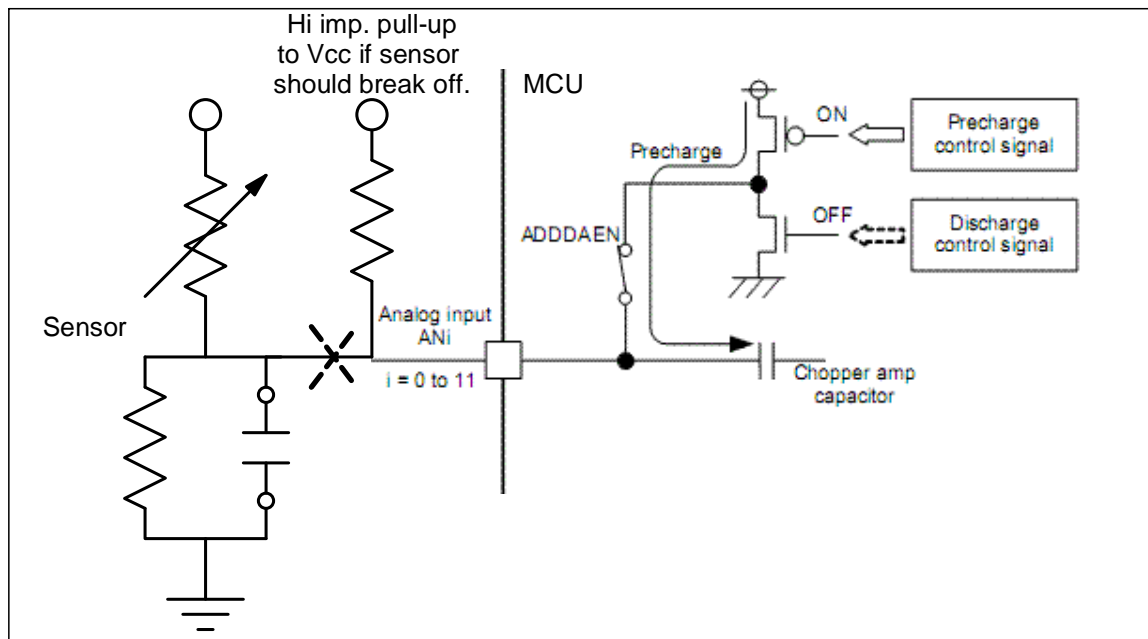 Hi imp. pull-up
to Vcc if sensor
should break off.
MCU
ON
Precharge
control signal
Precharge
OFF
Discharge
control signal
ADDDAEN
Sensor
Analog input
ANi
i = 0 to 11
Chopper amp
capacitor